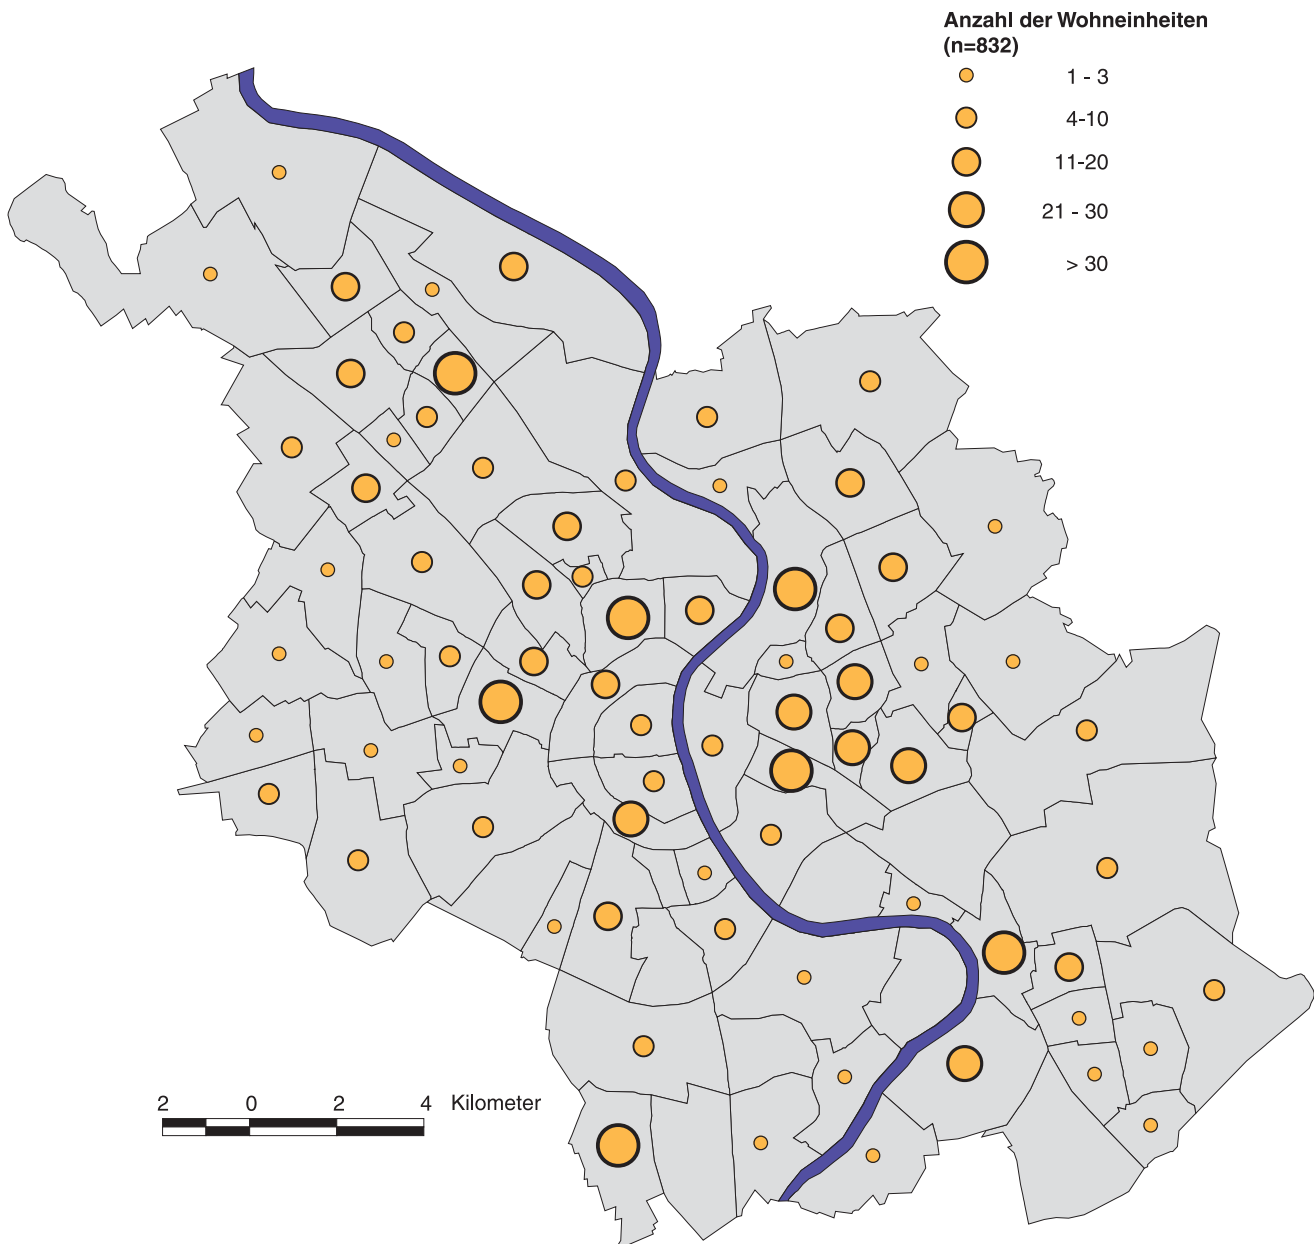 Anzahl der Wohneinheiten
(n=832)
1 - 3
4-10
11-20
21 - 30
> 30
2 0 2 4 Kilometer